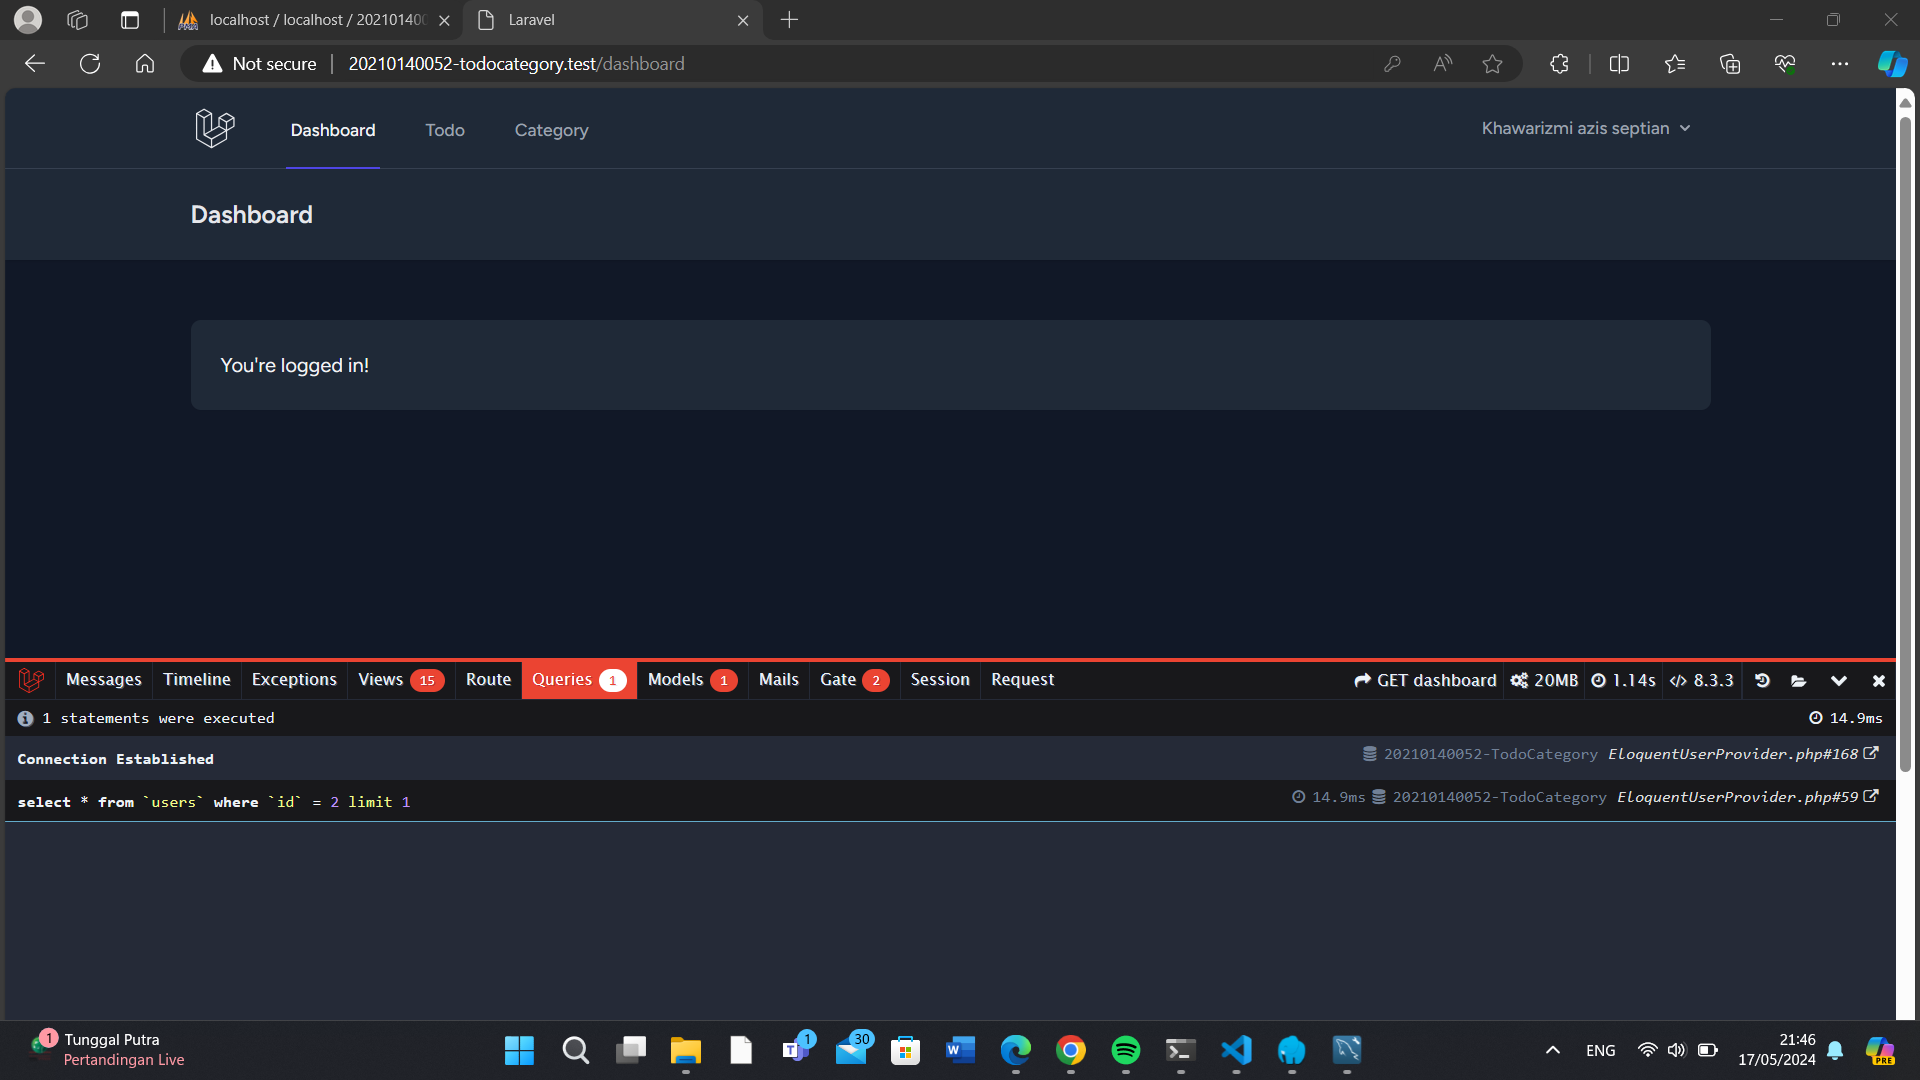 localhost / localhost / 202101400
Laravel
Not secure
20210140052-todocategory.test/dashboard
Dashboard
Todo
Category
Khawarizmi azis septian
Dashboard
You're logged in!
Messages
Timeline
Exceptions
Views 15
Route
Queries 1
Models 1
Mails
Gate 2
Session
Request
GET dashboard
20MB
1.14s
8.3.3
1 statements were executed
14.9ms
Connection Established
20210140052-TodoCategory EloquentUserProvider.php#168
select * from `users` where `id` = 2 limit 1
14.9ms 20210140052-TodoCategory EloquentUserProvider.php#59
1
Tunggal Putra
Pertandingan Live
1
30
ENG
21:46
17/05/2024
PRE